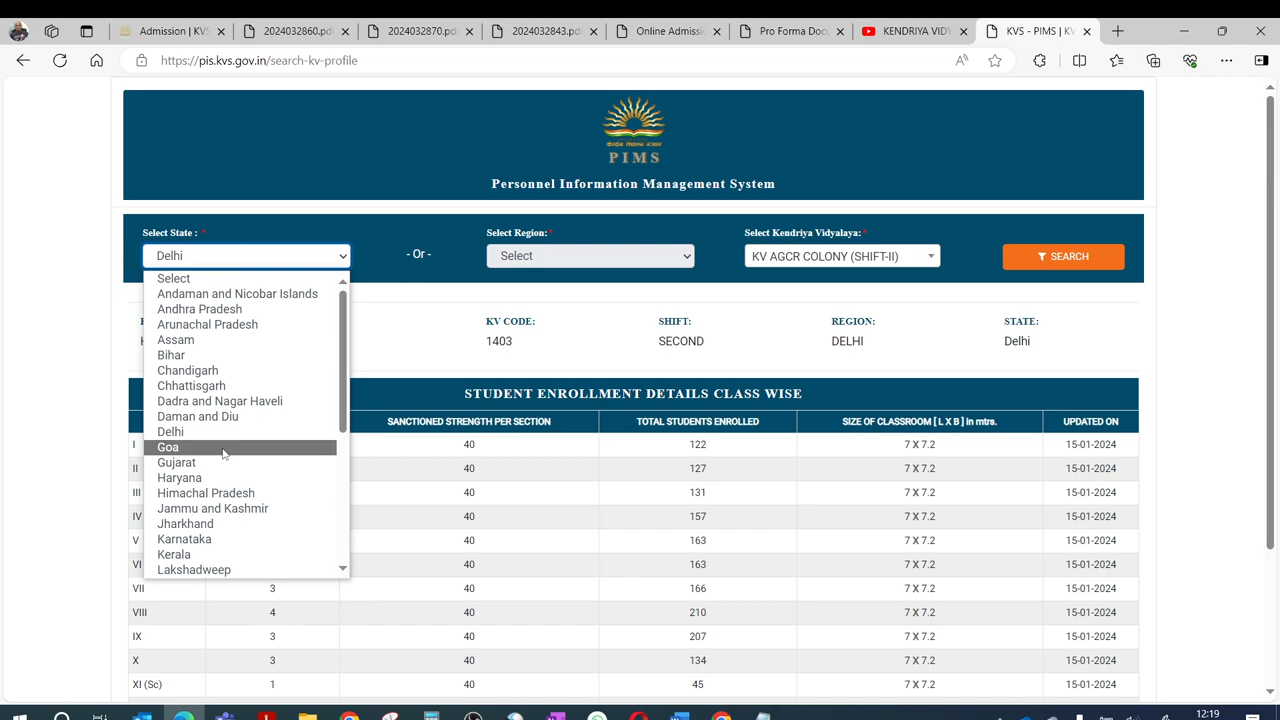 Admission | KVS
2024032860.pdf
2024032870.pdf
2024032843.pdf
Online Admissi
Pro Forma Docu
KENDRIYA VIDY
KVS - PIMS | KV
https://pis.kvs.gov.in/search-kv-profile
PIMS
Personnel Information Management System
Select State : * Select Region:* Select Kendriya Vidyalaya:*
Delhi - Or - Select KV AGCR COLONY (SHIFT-II) SEARCH
Select
Andaman and Nicobar Islands
Andhra Pradesh
Arunachal Pradesh
Assam
Bihar
Chandigarh
Chhattisgarh
Dadra and Nagar Haveli
Daman and Diu
Delhi
Goa
Gujarat
Haryana
Himachal Pradesh
Jammu and Kashmir
Jharkhand
Karnataka
Kerala
Lakshadweep
KV CODE: SHIFT: REGION: STATE:
1403 SECOND DELHI Delhi
STUDENT ENROLLMENT DETAILS CLASS WISE
SANCTIONED STRENGTH PER SECTION TOTAL STUDENTS ENROLLED SIZE OF CLASSROOM [ L X B ] in mtrs. UPDATED ON
I 40 122 7 X 7.2 15-01-2024
II 40 127 7 X 7.2 15-01-2024
III 40 131 7 X 7.2 15-01-2024
IV 40 157 7 X 7.2 15-01-2024
V 40 163 7 X 7.2 15-01-2024
VI 40 163 7 X 7.2 15-01-2024
VII 3 40 166 7 X 7.2 15-01-2024
VIII 4 40 210 7 X 7.2 15-01-2024
IX 3 40 207 7 X 7.2 15-01-2024
X 3 40 134 7 X 7.2 15-01-2024
XI (Sc) 1 40 45 7 X 7.2 15-01-2024
12:19